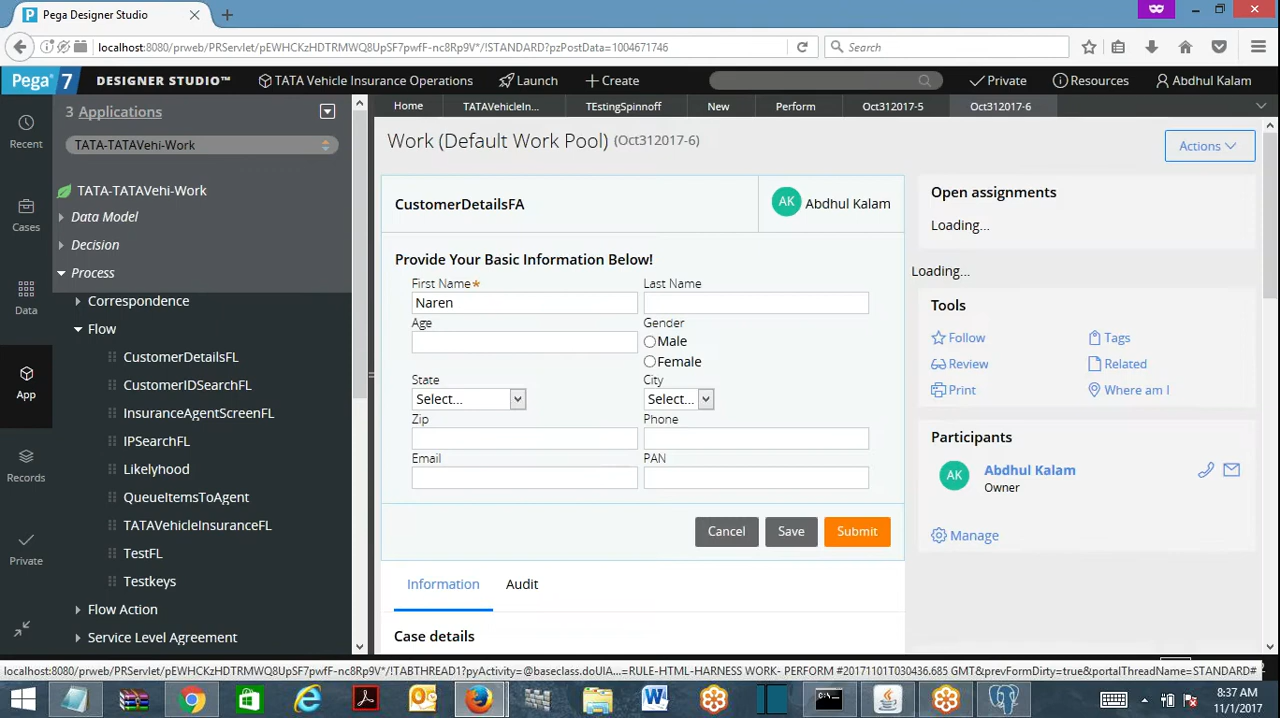 Pega Designer Studio
localhost:8080/prweb/PRServlet/pEWHCKzHDTRMWQ8UpSF7pwfF-nc8Rp9V*/!STANDARD?pzPostData=1004671746
Search
Pega 7 DESIGNER STUDIO™ TATA Vehicle Insurance Operations Launch Create Private Resources Abdhul Kalam
3 Applications
TATA-TATAVehi-Work
Home TATAVehicleIn... TEstingSpinnoff New Perform Oct312017-5 Oct312017-6
Recent
Cases
Data
App
Records
Private
TATA-TATAVehi-Work
Data Model
Decision
Process
Correspondence
Flow
CustomerDetailsFL
CustomerIDSearchFL
InsuranceAgentScreenFL
IPSearchFL
Likelyhood
QueueItemsToAgent
TATAVehicleInsuranceFL
TestFL
Testkeys
Flow Action
Service Level Agreement
Work (Default Work Pool) (Oct312017-6)
Actions
CustomerDetailsFA
AK Abdhul Kalam
Provide Your Basic Information Below!
First Name* Last Name
Naren
Age Gender
Male
Female
State City
Select... Select...
Zip Phone
Email PAN
Cancel Save Submit
Information Audit
Case details
Open assignments
Loading...
Loading...
Tools
Follow Tags
Review Related
Print Where am I
Participants
AK Abdhul Kalam
Owner
Manage
localhost:8080/prweb/PRServlet/pEWHCKzHDTRMWQ8UpSF7pwfF-nc8Rp9V*/!TABTHREAD1?pyActivity=@baseclass.doUIA...=RULE-HTML-HARNESS WORK- PERFORM #20171101T030436.685 GMT&prevFormDirty=true&portalThreadName=STANDARD#
8:37 AM
11/1/2017